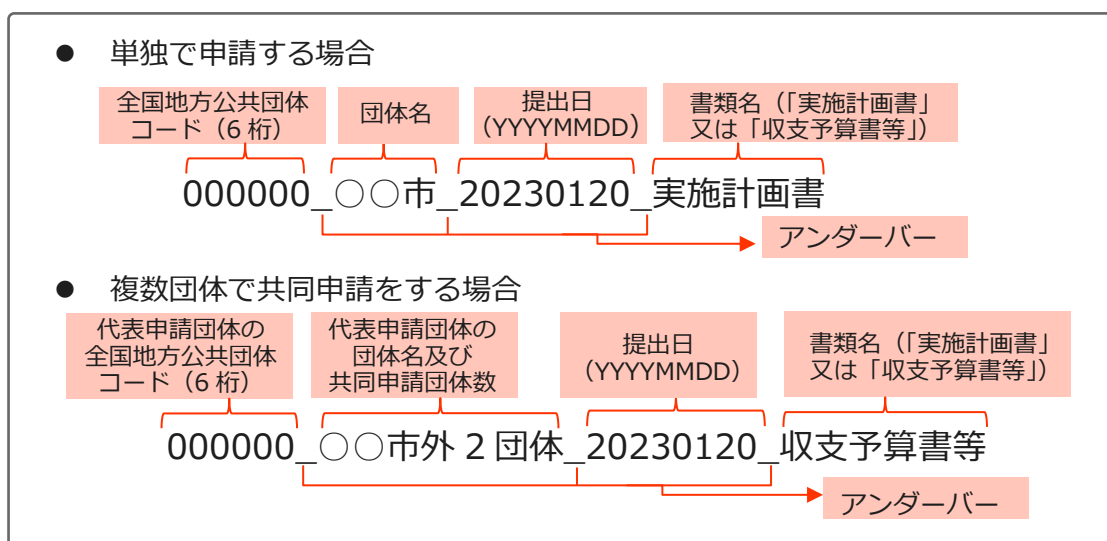 ● 単独で申請する場合
全国地方公共団体
コード（6 桁）
団体名
提出日
（YYYYMMDD）
書類名（「実施計画書」
又は「収支予算書等」）
000000_○○市_20230120_実施計画書
アンダーバー
● 複数団体で共同申請をする場合
代表申請団体の
全国地方公共団体
コード（6 桁）
代表申請団体の
団体名及び
共同申請団体数
提出日
（YYYYMMDD）
書類名（「実施計画書」
又は「収支予算書等」）
000000_○○市外 2 団体_20230120_収支予算書等
アンダーバー